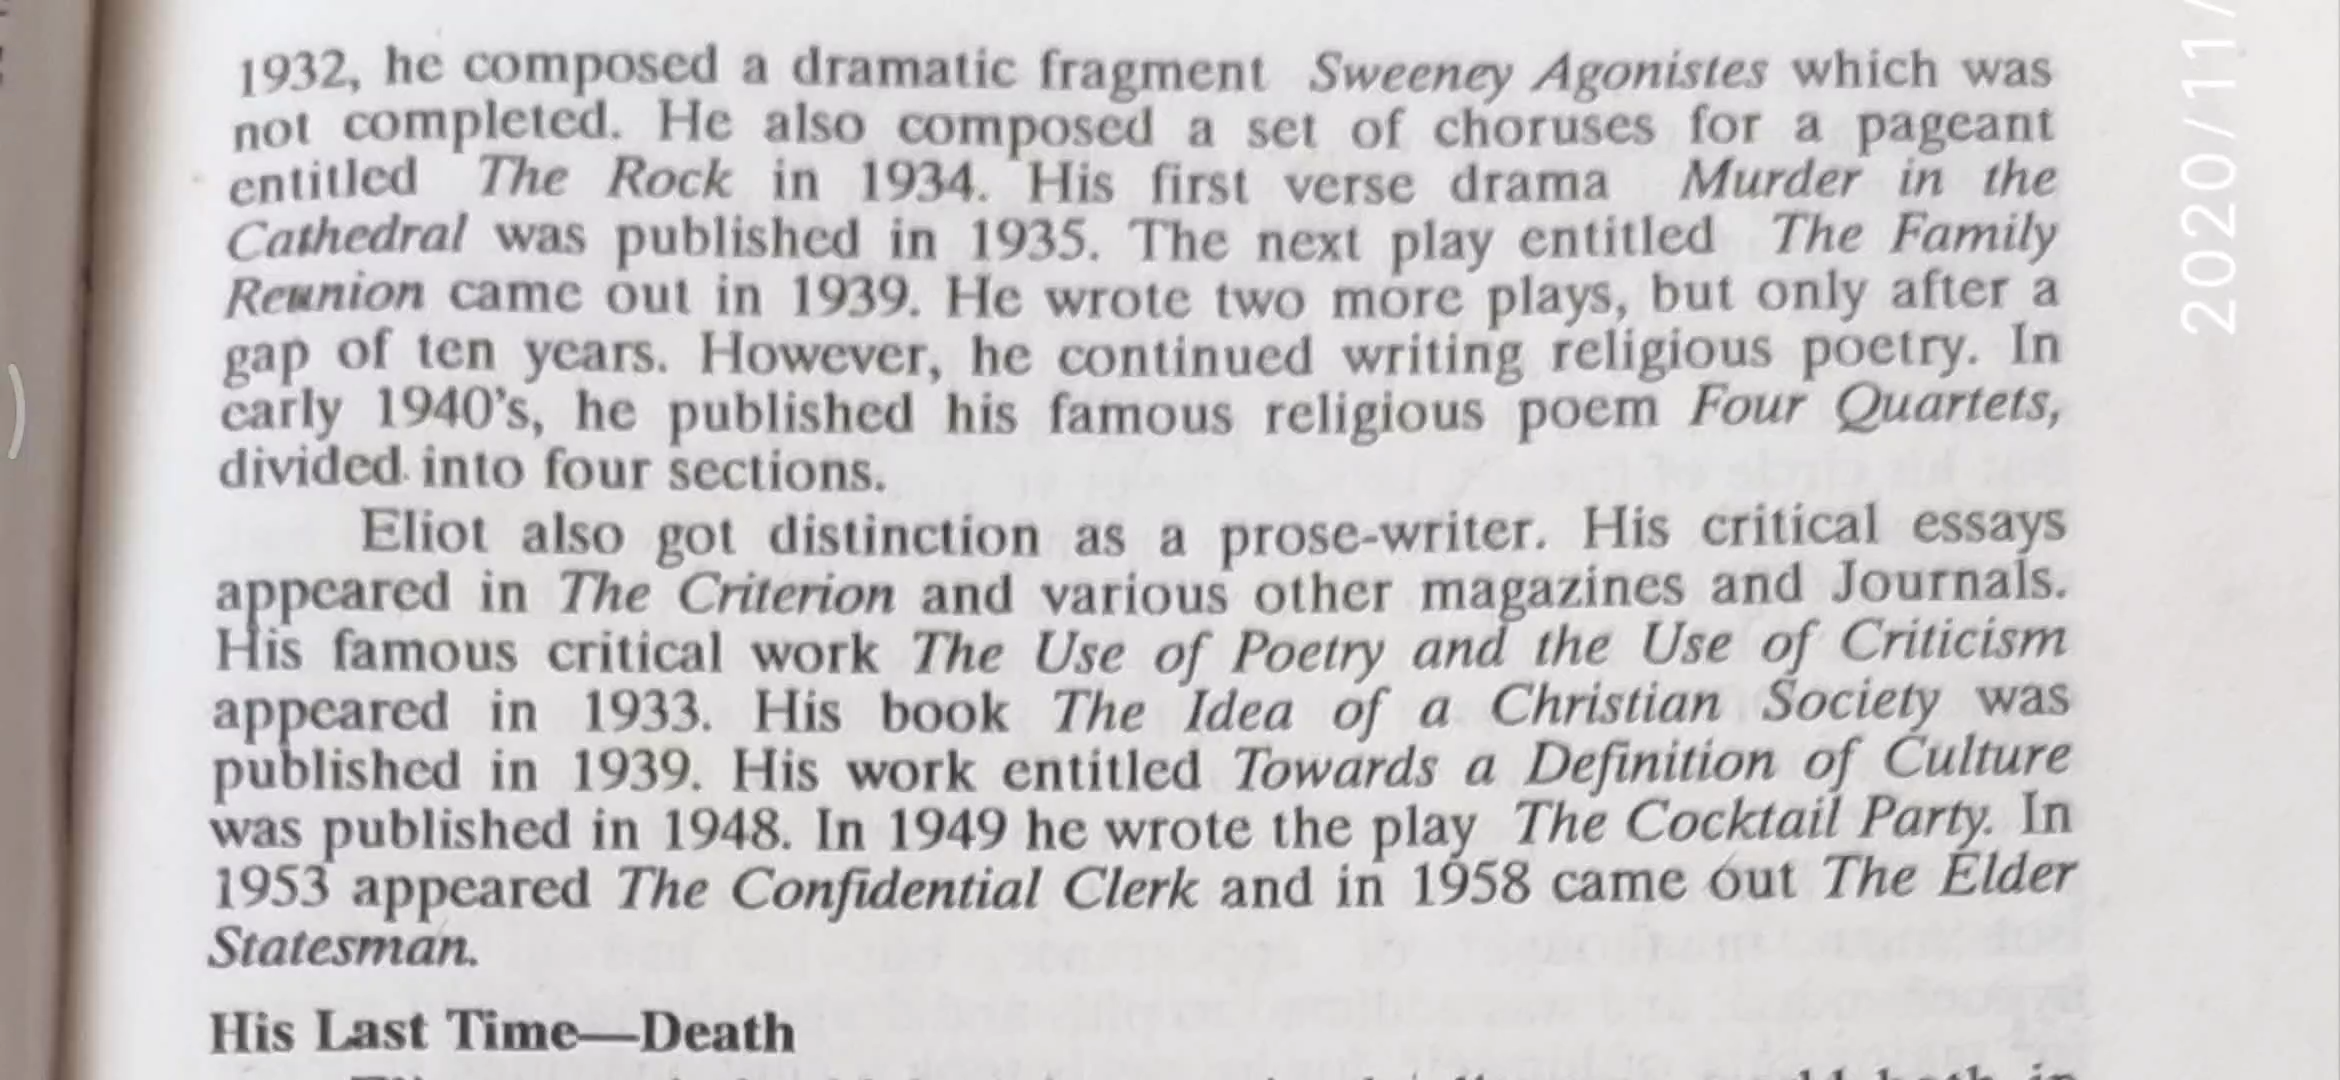 1932, he composed a dramatic fragment Sweeney Agonistes which was
not completed. He also composed a set of choruses for a pageant
entitled The Rock in 1934. His first verse drama Murder in the
Cathedral was published in 1935. The next play entitled The Family
Reunion came out in 1939. He wrote two more plays, but only after a
gap of ten years. However, he continued writing religious poetry. In
early 1940's, he published his famous religious poem Four Quartets,
divided into four sections.
Eliot also got distinction as a prose-writer. His critical essays
appeared in The Criterion and various other magazines and Journals.
His famous critical work The Use of Poetry and the Use of Criticism
appeared in 1933. His book The Idea of a Christian Society was
published in 1939. His work entitled Towards a Definition of Culture
was published in 1948. In 1949 he wrote the play The Cocktail Party. In
1953 appeared The Confidential Clerk and in 1958 came out The Elder
Statesman.
His Last Time—Death
2020/11/